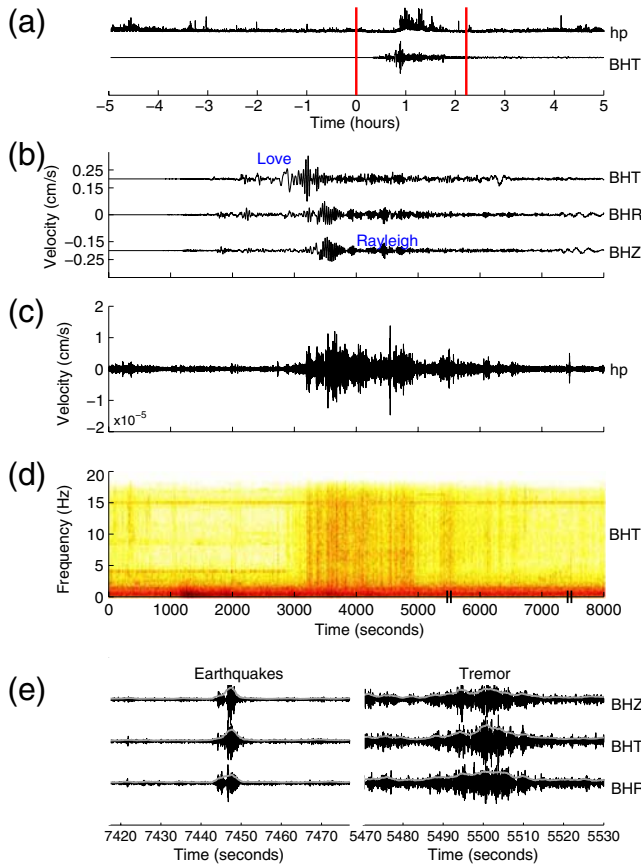 (a)
hp
BHT
−5 −4 −3 −2 −1 0 1 2 3 4 5
Time (hours)
(b)
Velocity (cm/s)
0.25
0.15
0
−0.15
−0.25
Love
Rayleigh
BHT
BHR
BHZ
(c)
Velocity (cm/s)
2
1
0
−1
−2
x10⁻⁵
hp
(d)
Frequency (Hz)
20
15
10
5
0
BHT
0 1000 2000 3000 4000 5000 6000 7000 8000
Time (seconds)
(e)
Earthquakes
Tremor
BHZ
BHT
BHR
7420 7430 7440 7450 7460 7470
5470 5480 5490 5500 5510 5520 5530
Time (seconds)
Time (seconds)